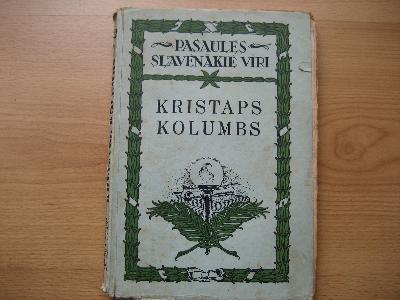 PASAULES
SLAVENĀKIE VĪRI
KRISTAPS
KOLUMBS